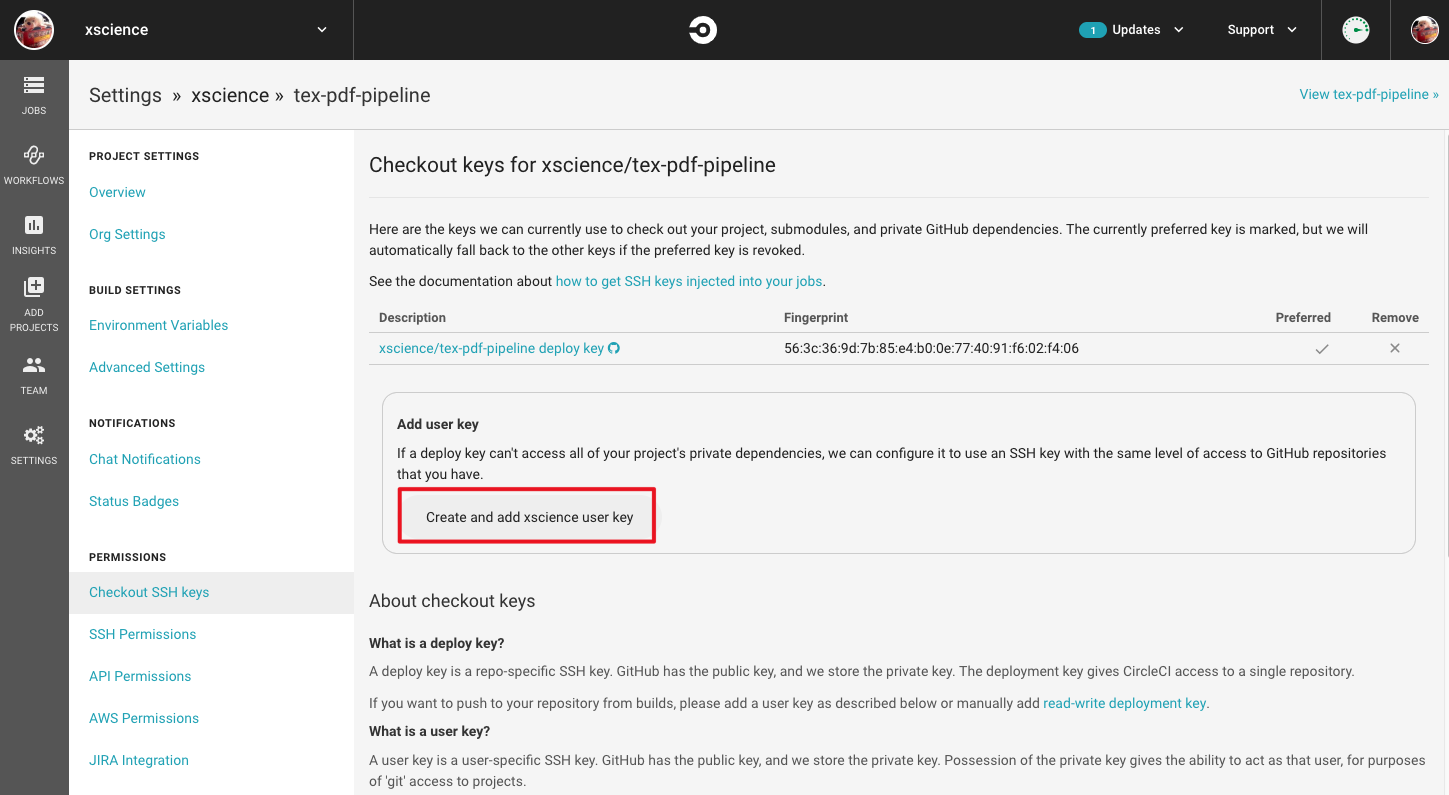 xscience
1 Updates
Support
JOBS
WORKFLOWS
INSIGHTS
ADD
PROJECTS
TEAM
SETTINGS
Settings » xscience » tex-pdf-pipeline
View tex-pdf-pipeline »
PROJECT SETTINGS
Overview
Org Settings
BUILD SETTINGS
Environment Variables
Advanced Settings
NOTIFICATIONS
Chat Notifications
Status Badges
PERMISSIONS
Checkout SSH keys
SSH Permissions
API Permissions
AWS Permissions
JIRA Integration
Checkout keys for xscience/tex-pdf-pipeline
Here are the keys we can currently use to check out your project, submodules, and private GitHub dependencies. The currently preferred key is marked, but we will
automatically fall back to the other keys if the preferred key is revoked.
See the documentation about how to get SSH keys injected into your jobs.
Description Fingerprint Preferred Remove
xscience/tex-pdf-pipeline deploy key 56:3c:36:9d:7b:85:e4:b0:0e:77:40:91:f6:02:f4:06
Add user key
If a deploy key can't access all of your project's private dependencies, we can configure it to use an SSH key with the same level of access to GitHub repositories
that you have.
Create and add xscience user key
About checkout keys
What is a deploy key?
A deploy key is a repo-specific SSH key. GitHub has the public key, and we store the private key. The deployment key gives CircleCI access to a single repository.
If you want to push to your repository from builds, please add a user key as described below or manually add read-write deployment key.
What is a user key?
A user key is a user-specific SSH key. GitHub has the public key, and we store the private key. Possession of the private key gives the ability to act as that user, for purposes
of 'git' access to projects.